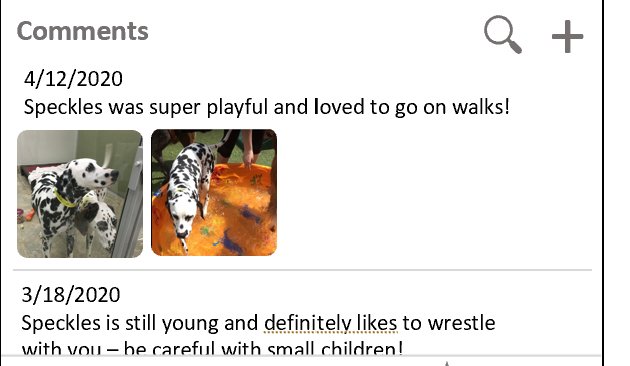 Comments
4/12/2020
Speckles was super playful and loved to go on walks!
3/18/2020
Speckles is still young and definitely likes to wrestle
with you – be careful with small children!